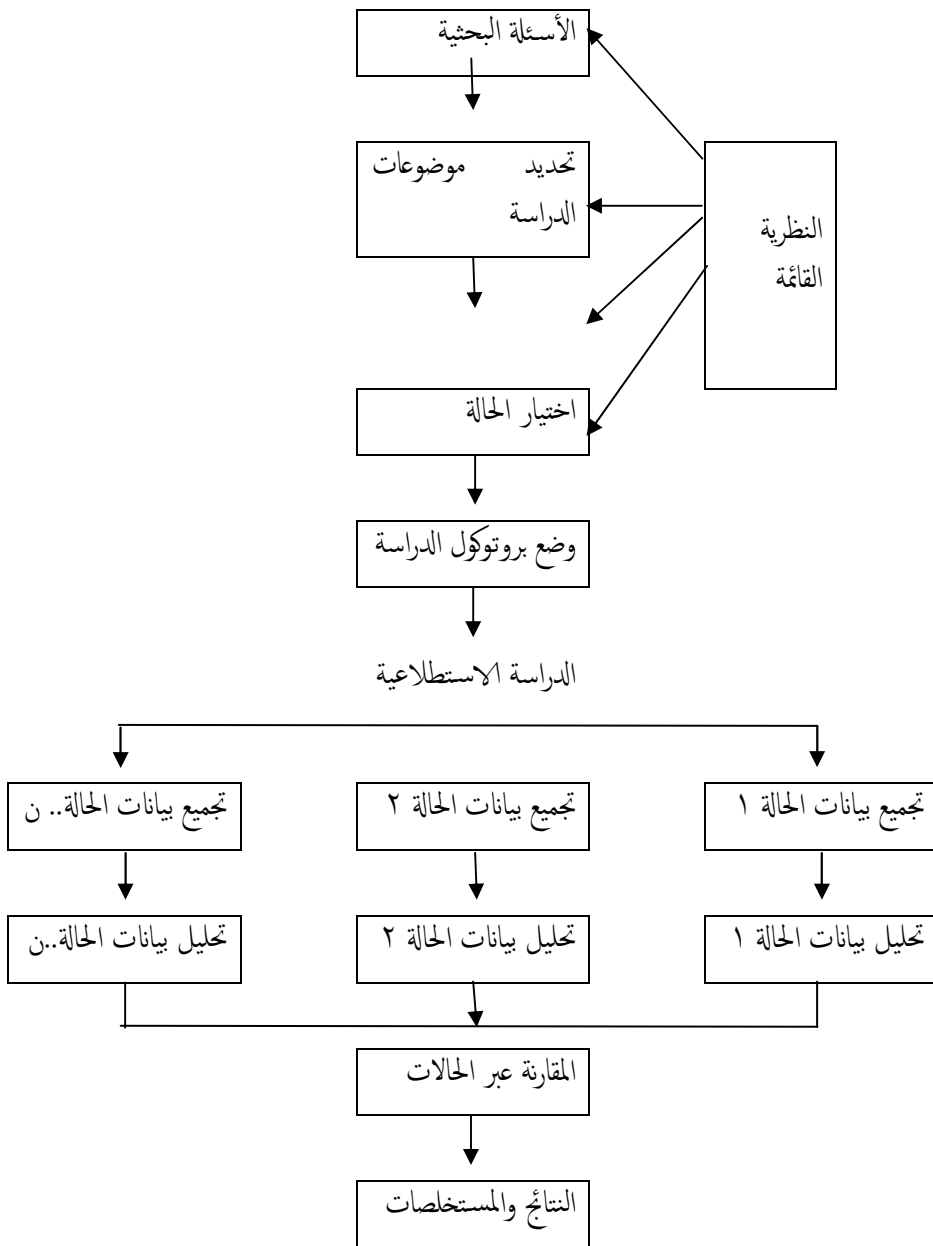 الأسئلة البحثية
تحديد موضوعات
الدراسة
النظرية
القائمة
اختيار الحالة
وضع بروتوكول الدراسة
الدراسة الاستطلاعية
تجميع بيانات الحالة ١
تجميع بيانات الحالة ٢
تجميع بيانات الحالة.. ن
تحليل بيانات الحالة ١
تحليل بيانات الحالة ٢
تحليل بيانات الحالة..ن
المقارنة عبر الحالات
النتائج والمستخلصات